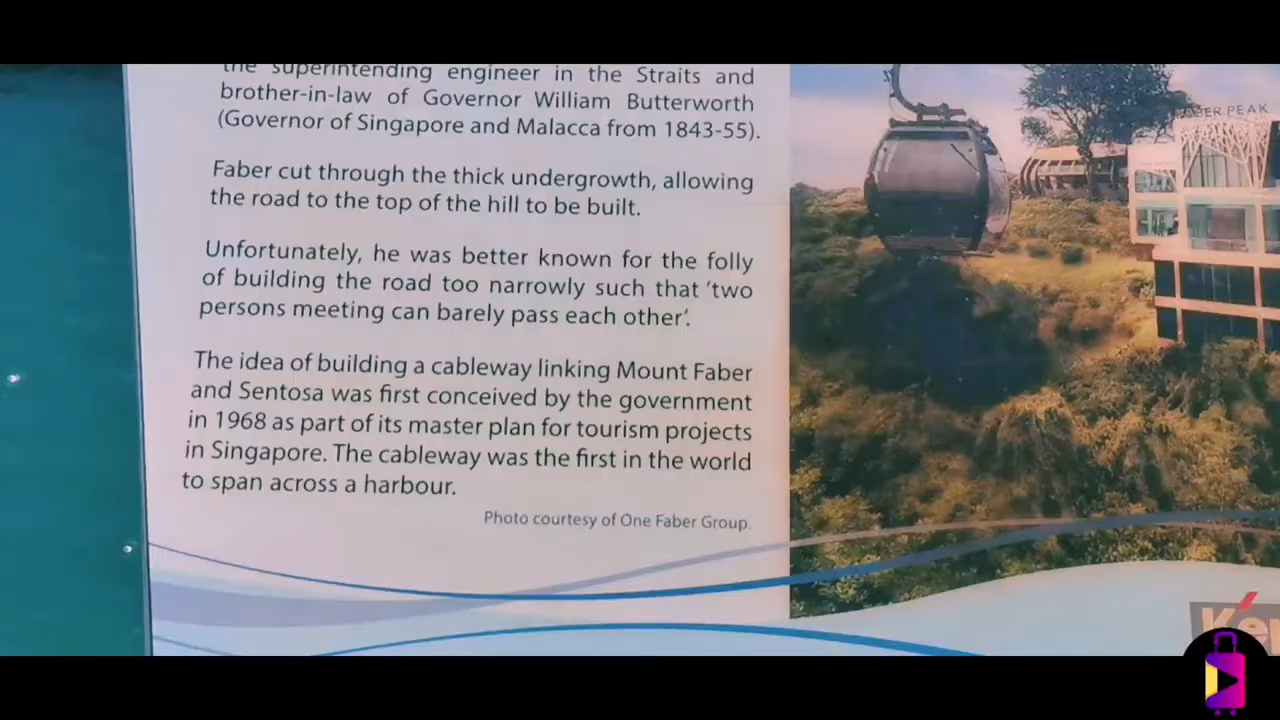 the superintending engineer in the Straits and
brother-in-law of Governor William Butterworth
(Governor of Singapore and Malacca from 1843-55).
Faber cut through the thick undergrowth, allowing
the road to the top of the hill to be built.
Unfortunately, he was better known for the folly
of building the road too narrowly such that ‘two
persons meeting can barely pass each other’.
The idea of building a cableway linking Mount Faber
and Sentosa was first conceived by the government
in 1968 as part of its master plan for tourism projects
in Singapore. The cableway was the first in the world
to span across a harbour.
Photo courtesy of One Faber Group.
PEAK